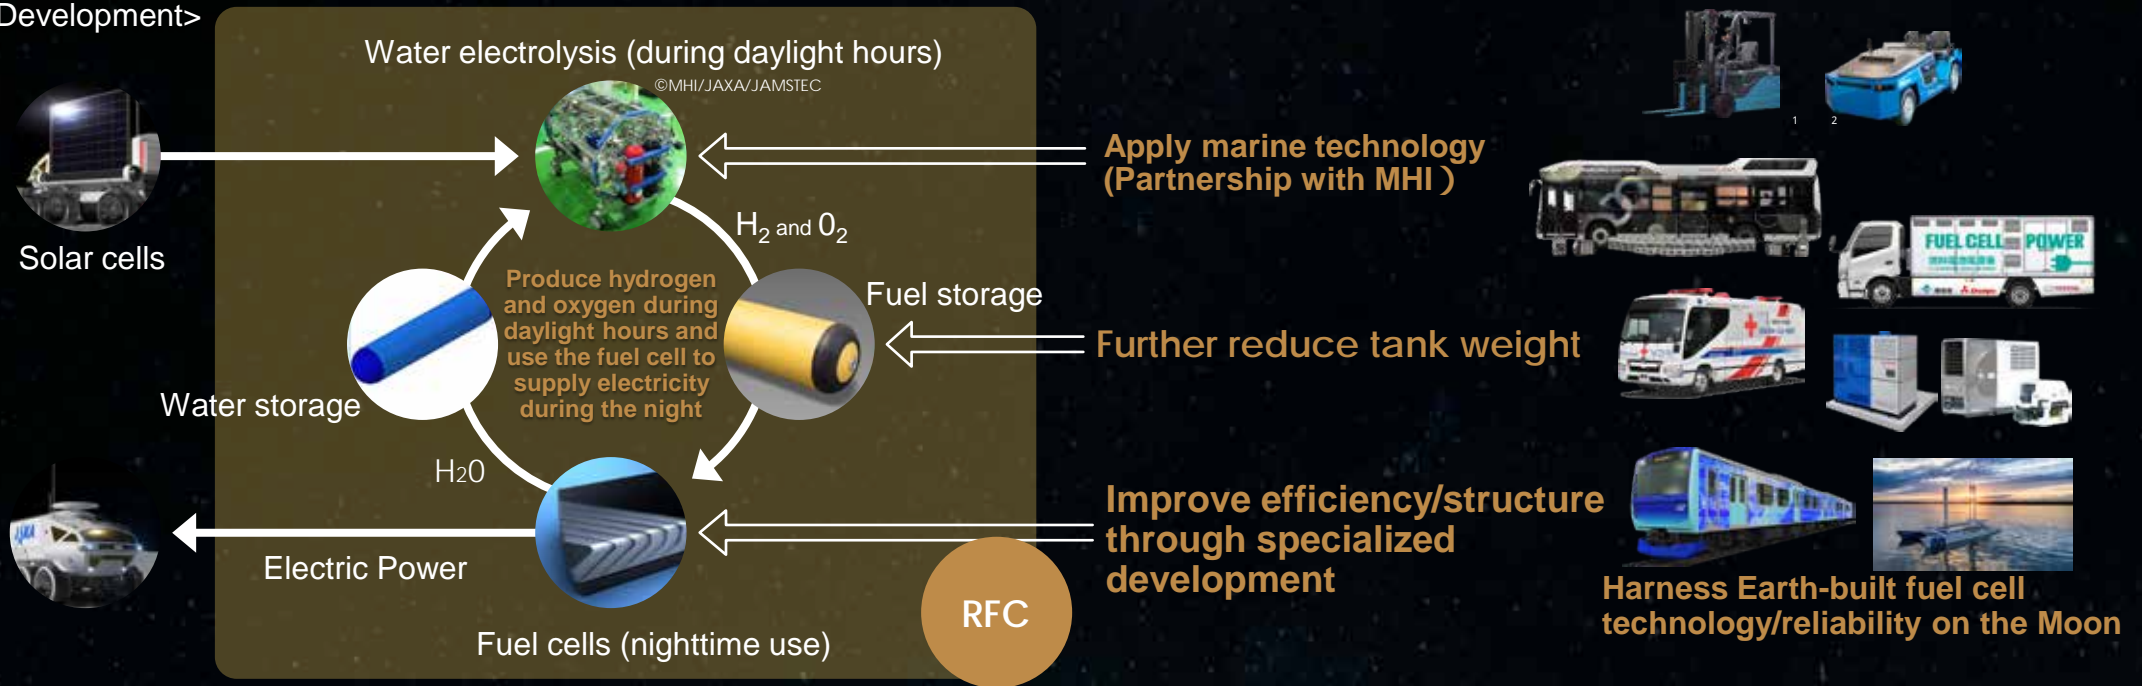 Development>
Water electrolysis (during daylight hours)
©MHI/JAXA/JAMSTEC
Solar cells
H2 and 02
Produce hydrogen
and oxygen during
daylight hours and
use the fuel cell to
supply electricity
during the night
Fuel storage
Water storage
H20
Electric Power
Fuel cells (nighttime use)
RFC
Apply marine technology
(Partnership with MHI）
Further reduce tank weight
Improve efficiency/structure
through specialized
development
1 2
FUEL CELL POWER
Harness Earth-built fuel cell
technology/reliability on the Moon